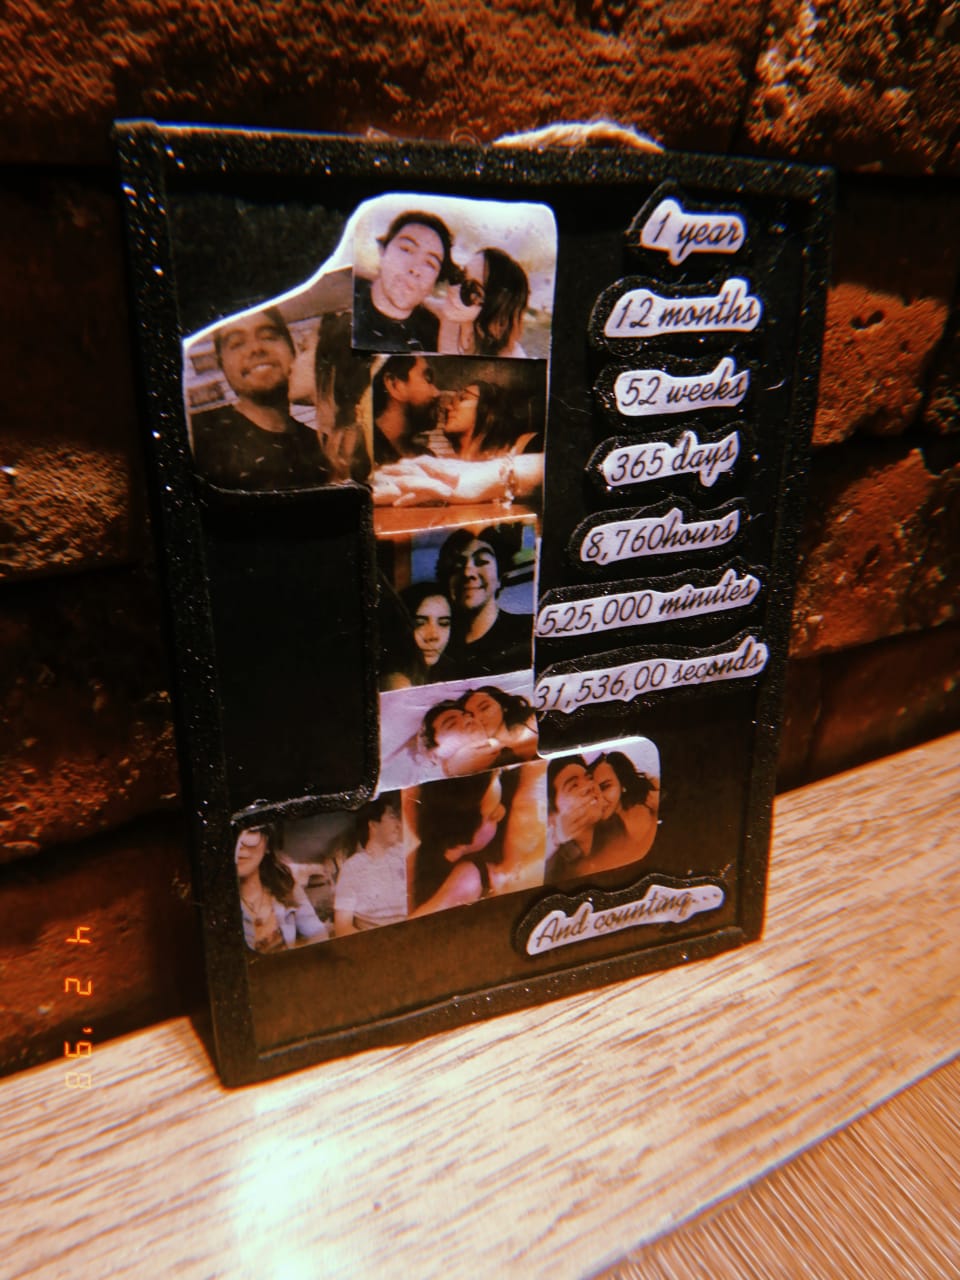 1 year
12 months
52 weeks
365 days
8,760hours
525,000 minutes
31,536,00 seconds
And counting...
4 2 '98